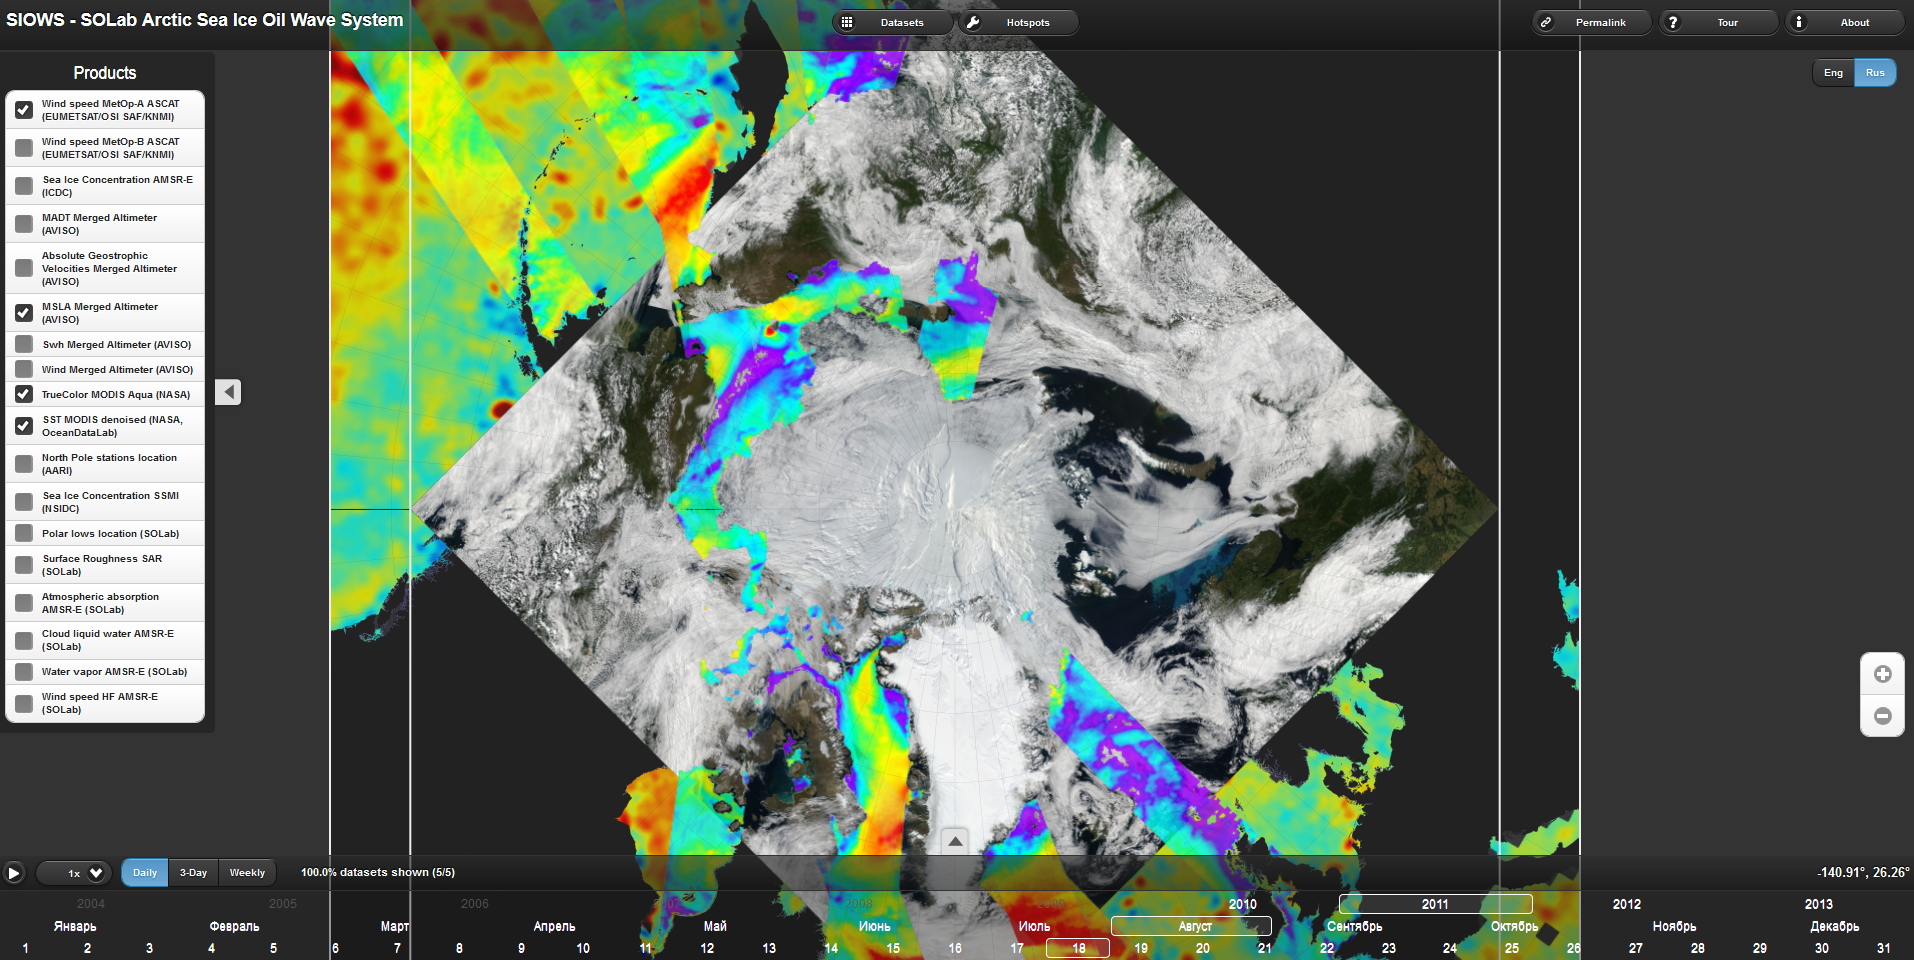 SIOWS - SOLab Arctic Sea Ice Oil Wave System
Datasets
Hotspots
Permalink
Tour
About
Eng
Rus
Products
Wind speed MetOp-A ASCAT
(EUMETSAT/OSI SAF/KNMI)
Wind speed MetOp-B ASCAT
(EUMETSAT/OSI SAF/KNMI)
Sea Ice Concentration AMSR-E
(ICDC)
MADT Merged Altimeter
(AVISO)
Absolute Geostrophic
Velocities Merged Altimeter
(AVISO)
MSLA Merged Altimeter
(AVISO)
Swh Merged Altimeter (AVISO)
Wind Merged Altimeter (AVISO)
TrueColor MODIS Aqua (NASA)
SST MODIS denoised (NASA,
OceanDataLab)
North Pole stations location
(AARI)
Sea Ice Concentration SSMI
(NSIDC)
Polar lows location (SOLab)
Surface Roughness SAR
(SOLab)
Atmospheric absorption
AMSR-E (SOLab)
Cloud liquid water AMSR-E
(SOLab)
Water vapor AMSR-E (SOLab)
Wind speed HF AMSR-E
(SOLab)
1x
Daily
3-Day
Weekly
100.0% datasets shown (5/5)
-140.91°, 26.26°
2004 2005 2006 2007 2008 2009 2010 2011 2012 2013
Январь Февраль Март Апрель Май Июнь Июль Август Сентябрь Октябрь Ноябрь Декабрь
1 2 3 4 5 6 7 8 9 10 11 12 13 14 15 16 17 18 19 20 21 22 23 24 25 26 27 28 29 30 31